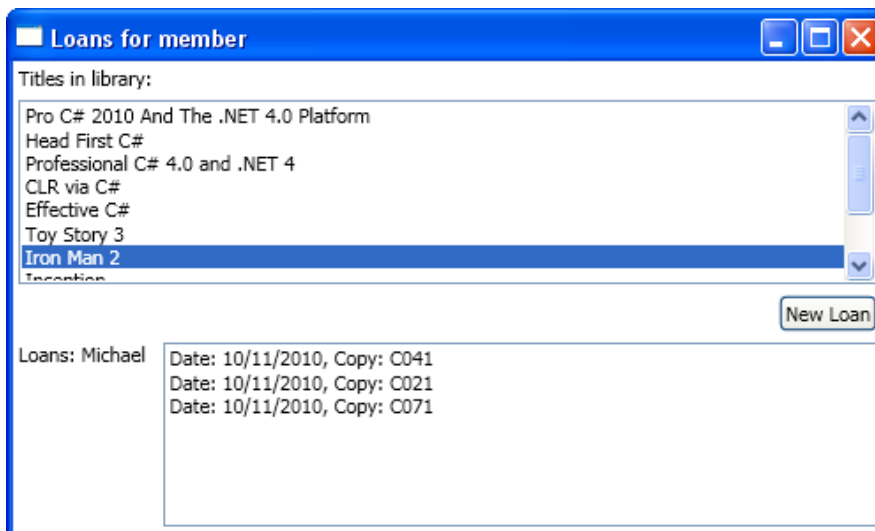 Loans for member
Titles in library:
Pro C# 2010 And The .NET 4.0 Platform
Head First C#
Professional C# 4.0 and .NET 4
CLR via C#
Effective C#
Toy Story 3
Iron Man 2
Inception
New Loan
Loans: Michael
Date: 10/11/2010, Copy: C041
Date: 10/11/2010, Copy: C021
Date: 10/11/2010, Copy: C071